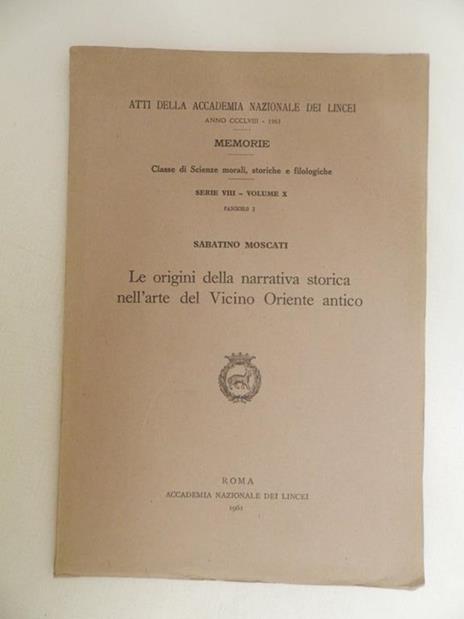 ATTI DELLA ACCADEMIA NAZIONALE DEI LINCEI
ANNO CCCLVIII - 1961
MEMORIE
Classe di Scienze morali, storiche e filologiche
SERIE VIII - VOLUME X
FASCICOLO 2
SABATINO MOSCATI
Le origini della narrativa storica
nell'arte del Vicino Oriente antico
ROMA
ACCADEMIA NAZIONALE DEI LINCEI
1961